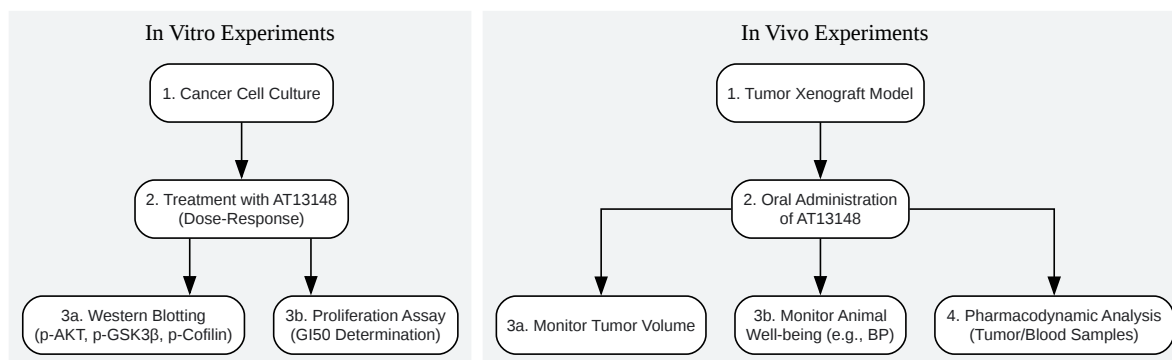 In Vitro Experiments
1. Cancer Cell Culture
2. Treatment with AT13148
(Dose-Response)
3a. Western Blotting
(p-AKT, p-GSK3β, p-Cofilin)
3b. Proliferation Assay
(GI50 Determination)
In Vivo Experiments
1. Tumor Xenograft Model
2. Oral Administration
of AT13148
3a. Monitor Tumor Volume
3b. Monitor Animal
Well-being (e.g., BP)
4. Pharmacodynamic Analysis
(Tumor/Blood Samples)